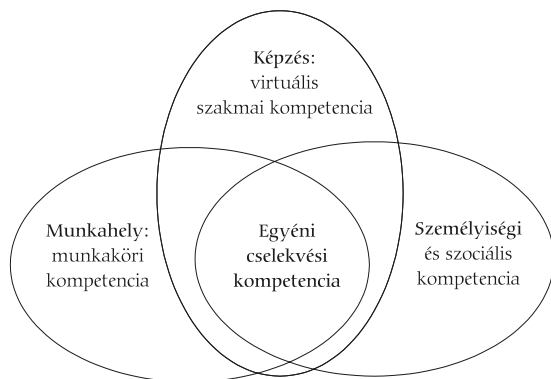 Képzés:
virtuális
szakmai kompetencia
Munkahely:
munkaköri
kompetencia
Egyéni
cselekvési
kompetencia
Személyiségi
és szociális
kompetencia